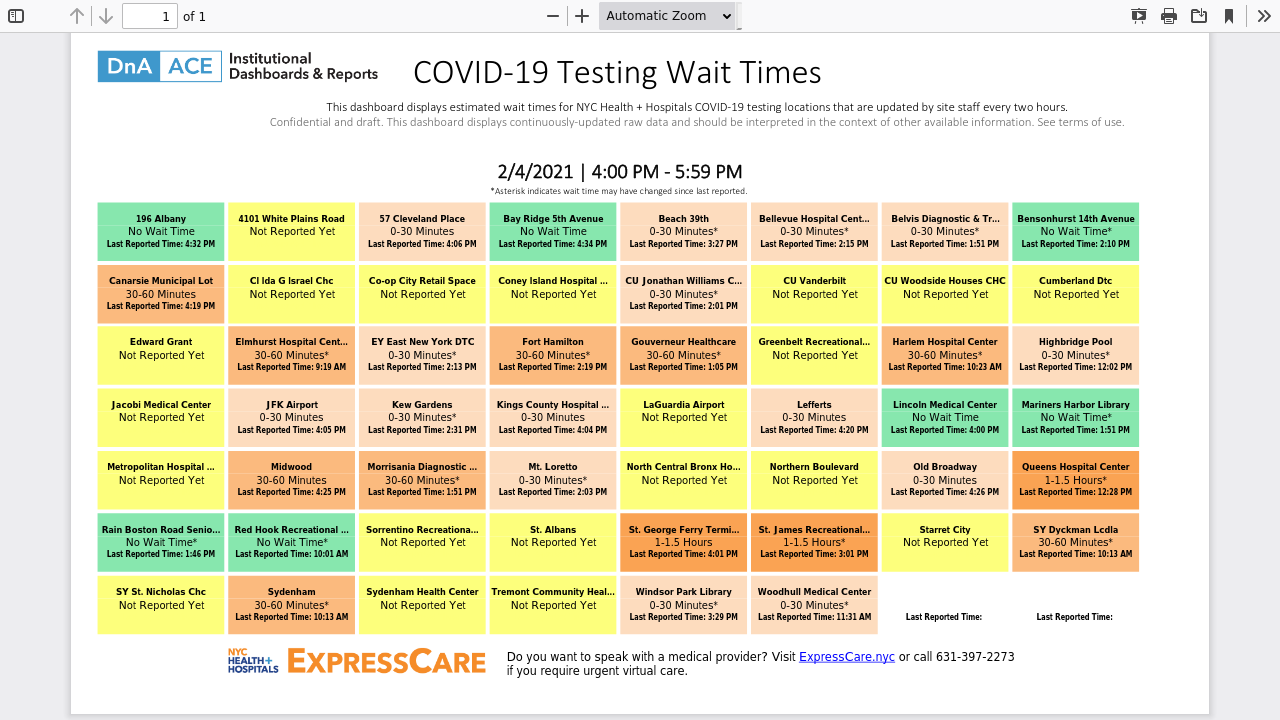 1 of 1 Automatic Zoom
DnA ACE Institutional
Dashboards & Reports
COVID-19 Testing Wait Times
This dashboard displays estimated wait times for NYC Health + Hospitals COVID-19 testing locations that are updated by site staff every two hours.
Confidential and draft. This dashboard displays continuously-updated raw data and should be interpreted in the context of other available information. See terms of use.
2/4/2021 | 4:00 PM - 5:59 PM
*Asterisk indicates wait time may have changed since last reported.
196 Albany
No Wait Time
Last Reported Time: 4:32 PM
4101 White Plains Road
Not Reported Yet
57 Cleveland Place
0-30 Minutes
Last Reported Time: 4:06 PM
Bay Ridge 5th Avenue
No Wait Time
Last Reported Time: 4:34 PM
Beach 39th
0-30 Minutes*
Last Reported Time: 3:27 PM
Bellevue Hospital Cent...
0-30 Minutes*
Last Reported Time: 2:15 PM
Belvis Diagnostic & Tr...
0-30 Minutes*
Last Reported Time: 1:51 PM
Bensonhurst 14th Avenue
No Wait Time*
Last Reported Time: 2:10 PM
Canarsie Municipal Lot
30-60 Minutes
Last Reported Time: 4:19 PM
CI Ida G Israel Chc
Not Reported Yet
Co-op City Retail Space
Not Reported Yet
Coney Island Hospital ...
Not Reported Yet
CU Jonathan Williams C...
0-30 Minutes*
Last Reported Time: 2:01 PM
CU Vanderbilt
Not Reported Yet
CU Woodside Houses CHC
Not Reported Yet
Cumberland Dtc
Not Reported Yet
Edward Grant
Not Reported Yet
Elmhurst Hospital Cent...
30-60 Minutes*
Last Reported Time: 9:19 AM
EY East New York DTC
0-30 Minutes*
Last Reported Time: 2:13 PM
Fort Hamilton
30-60 Minutes*
Last Reported Time: 2:19 PM
Gouverneur Healthcare
30-60 Minutes*
Last Reported Time: 1:05 PM
Greenbelt Recreational...
Not Reported Yet
Harlem Hospital Center
30-60 Minutes*
Last Reported Time: 10:23 AM
Highbridge Pool
0-30 Minutes*
Last Reported Time: 12:02 PM
Jacobi Medical Center
Not Reported Yet
JFK Airport
0-30 Minutes
Last Reported Time: 4:05 PM
Kew Gardens
0-30 Minutes*
Last Reported Time: 2:31 PM
Kings County Hospital ...
0-30 Minutes
Last Reported Time: 4:04 PM
LaGuardia Airport
Not Reported Yet
Lefferts
0-30 Minutes
Last Reported Time: 4:20 PM
Lincoln Medical Center
No Wait Time
Last Reported Time: 4:00 PM
Mariners Harbor Library
No Wait Time*
Last Reported Time: 1:51 PM
Metropolitan Hospital ...
Not Reported Yet
Midwood
30-60 Minutes
Last Reported Time: 4:25 PM
Morrisania Diagnostic ...
30-60 Minutes*
Last Reported Time: 1:51 PM
Mt. Loretto
0-30 Minutes*
Last Reported Time: 2:03 PM
North Central Bronx Ho...
Not Reported Yet
Northern Boulevard
Not Reported Yet
Old Broadway
0-30 Minutes
Last Reported Time: 4:26 PM
Queens Hospital Center
1-1.5 Hours*
Last Reported Time: 12:28 PM
Rain Boston Road Senio...
No Wait Time*
Last Reported Time: 1:46 PM
Red Hook Recreational ...
No Wait Time*
Last Reported Time: 10:01 AM
Sorrentino Recreationa...
Not Reported Yet
St. Albans
Not Reported Yet
St. George Ferry Termi...
1-1.5 Hours
Last Reported Time: 4:01 PM
St. James Recreational...
1-1.5 Hours*
Last Reported Time: 3:01 PM
Starret City
Not Reported Yet
SY Dyckman Lcdla
30-60 Minutes*
Last Reported Time: 10:13 AM
SY St. Nicholas Chc
Not Reported Yet
Sydenham
30-60 Minutes*
Last Reported Time: 10:13 AM
Sydenham Health Center
Not Reported Yet
Tremont Community Heal...
Not Reported Yet
Windsor Park Library
0-30 Minutes*
Last Reported Time: 3:29 PM
Woodhull Medical Center
0-30 Minutes*
Last Reported Time: 11:31 AM
Last Reported Time:
Last Reported Time:
NYC
HEALTH+
HOSPITALS
EXPRESSCARE
Do you want to speak with a medical provider? Visit ExpressCare.nyc or call 631-397-2273
if you require urgent virtual care.